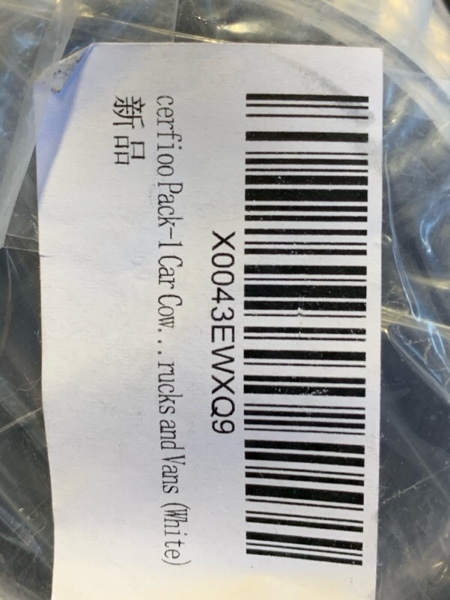 X0043EWXQ9
cerfioo Pack-1 Car Cow... rucks and Vans (White)
新品